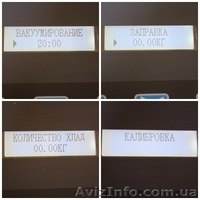 ВАКУУМИРОВАНИЕ
20:00
ЗАПРАВКА
00.00КГ
КОЛИЧЕСТВО ХЛАД
00.00КГ
КАЛИБРОВКА
© AvizInfo.com.ua